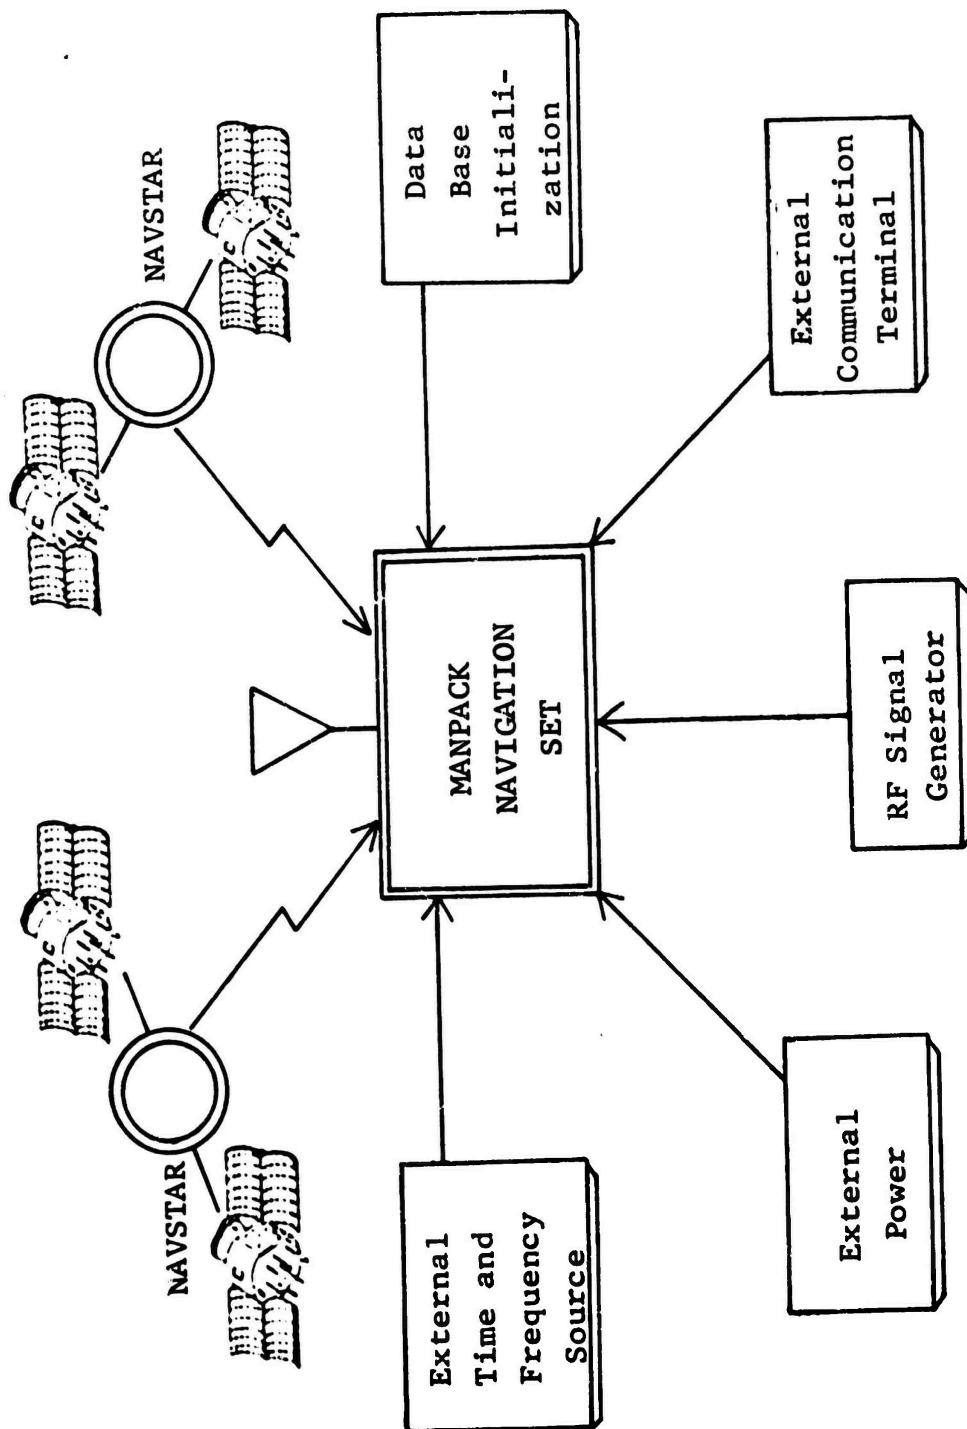 NAVSTAR
NAVSTAR
MANPACK
NAVIGATION
SET
External
Time and
Frequency
Source
Data
Base
Initiali-
zation
External
Power
RF Signal
Generator
External
Communication
Terminal